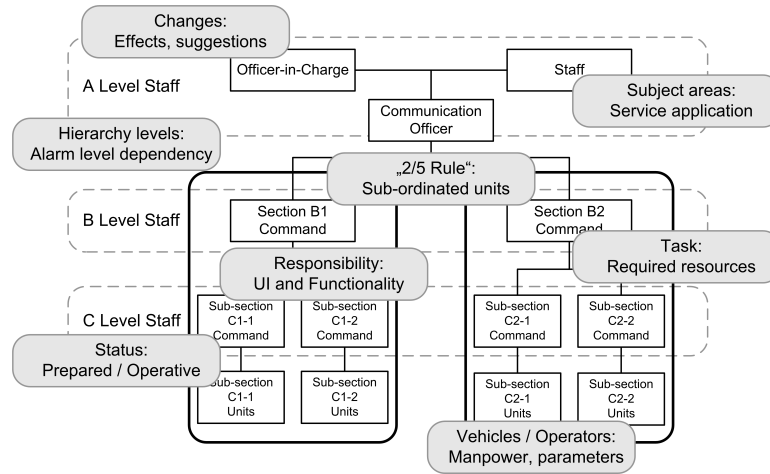 Changes:
Effects, suggestions
Officer-in-Charge
Staff
A Level Staff
Subject areas:
Service application
Communication
Officer
Hierarchy levels:
Alarm level dependency
„2/5 Rule“:
Sub-ordinated units
B Level Staff
Section B1
Command
Section B2
Command
Task:
Required resources
Responsibility:
UI and Functionality
C Level Staff
Sub-section
C1-1
Command
Sub-section
C1-2
Command
Sub-section
C2-1
Command
Sub-section
C2-2
Command
Status:
Prepared / Operative
Sub-section
C1-1
Units
Sub-section
C1-2
Units
Sub-section
C2-1
Units
Sub-section
C2-2
Units
Vehicles / Operators:
Manpower, parameters